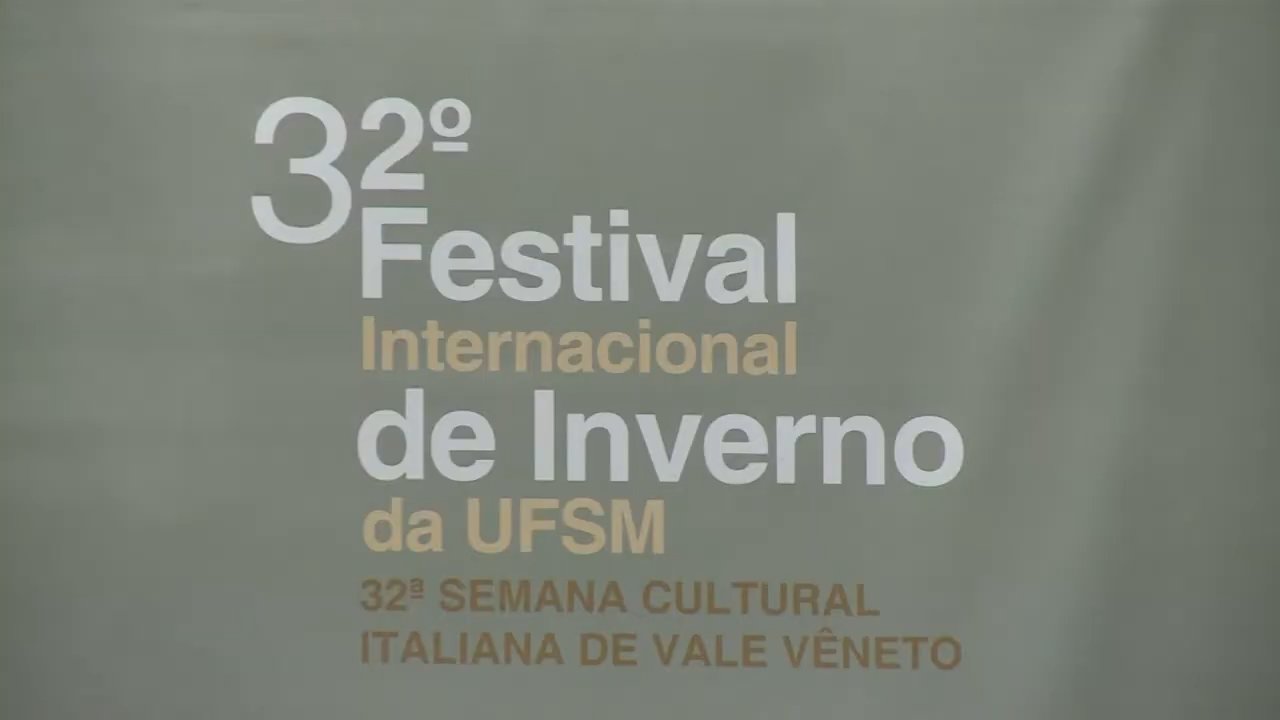 32º
Festival
Internacional
de Inverno
da UFSM
32ª SEMANA CULTURAL
ITALIANA DE VALE VÊNETO